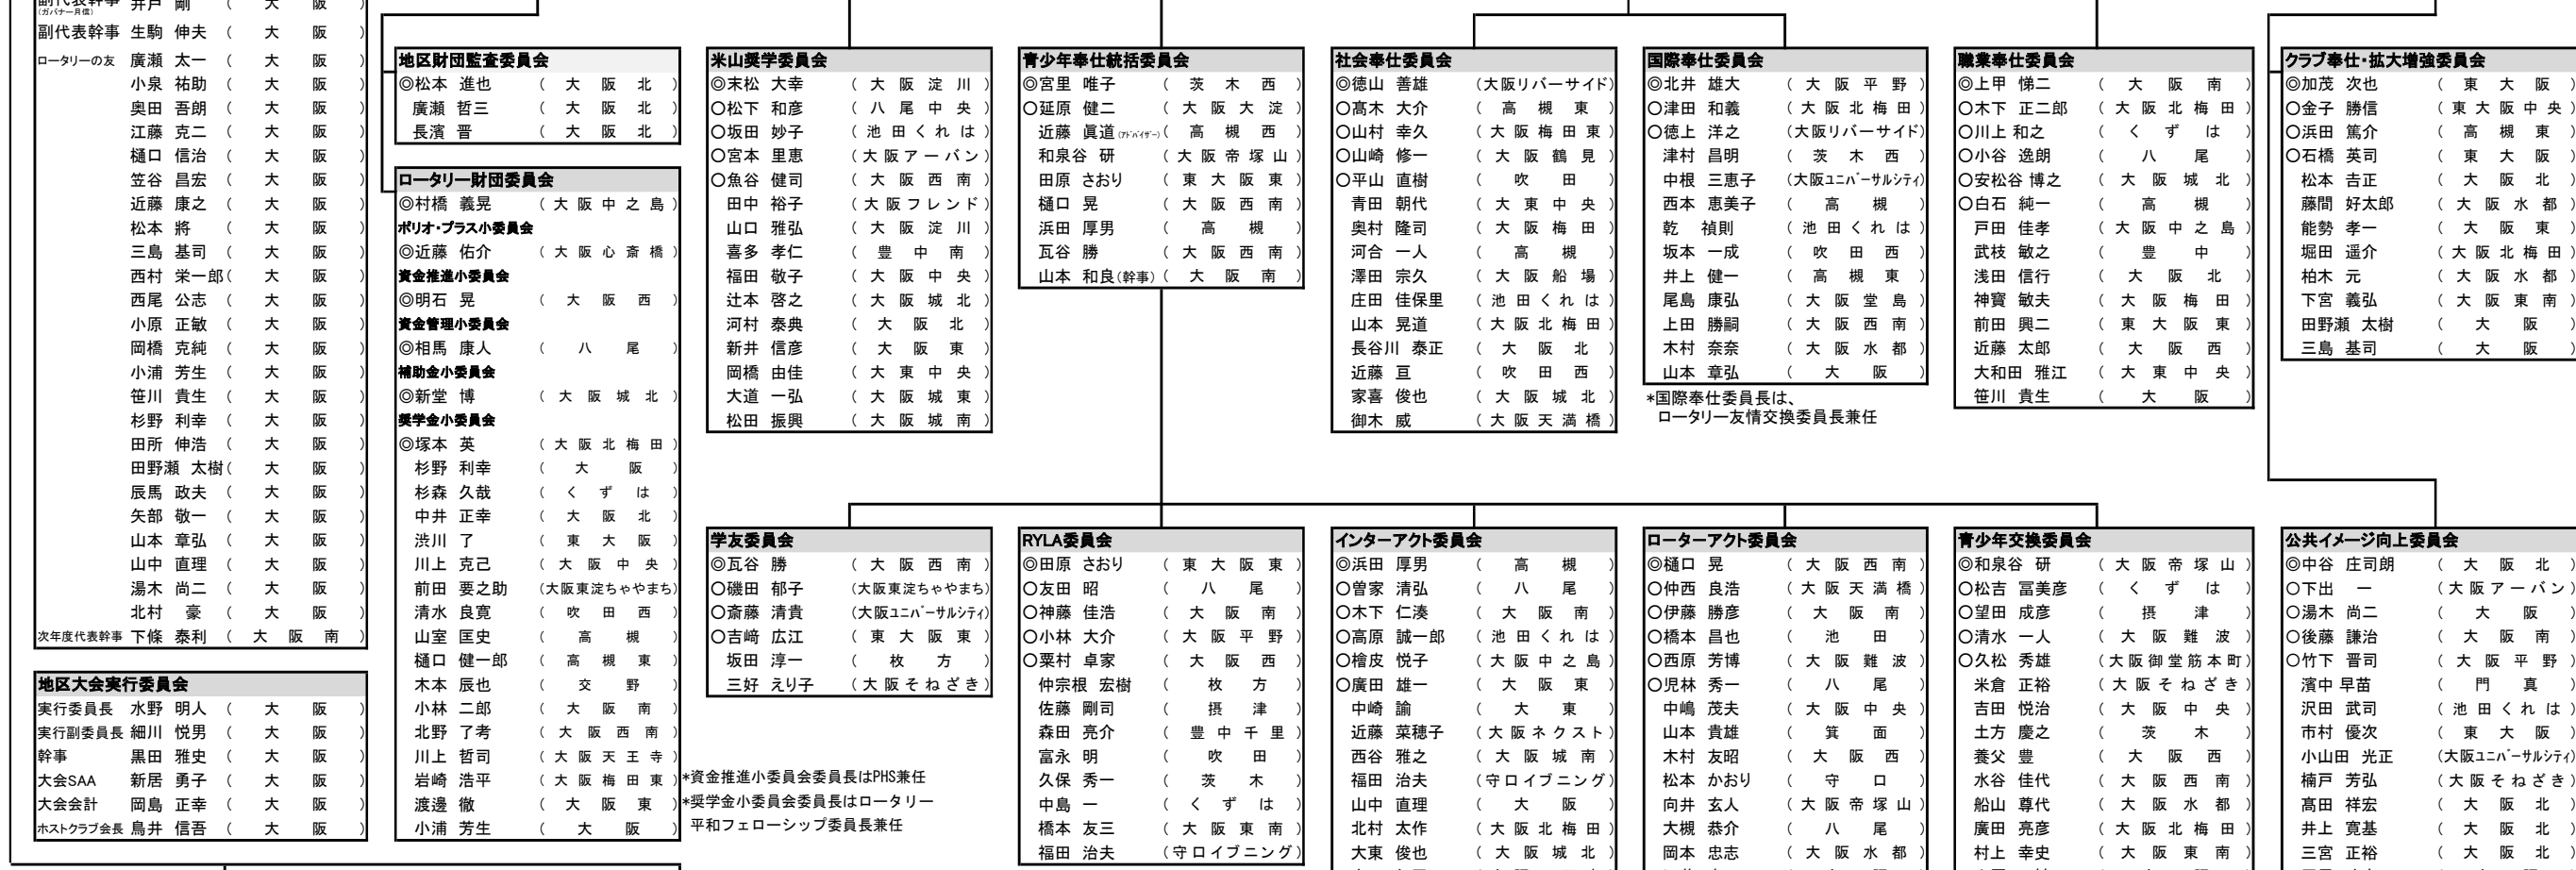 副代表幹事 井戸 剛 ( 大 阪 )
(ガバナー月信)
副代表幹事 生駒 伸夫 ( 大 阪 )
ロータリーの友 廣瀬 太一 ( 大 阪 )
小泉 祐助 ( 大 阪 )
奥田 吾朗 ( 大 阪 )
江藤 克二 ( 大 阪 )
樋口 信治 ( 大 阪 )
笠谷 昌宏 ( 大 阪 )
近藤 康之 ( 大 阪 )
松本 將 ( 大 阪 )
三島 基司 ( 大 阪 )
西村 栄一郎( 大 阪 )
西尾 公志 ( 大 阪 )
小原 正敏 ( 大 阪 )
岡橋 克純 ( 大 阪 )
小浦 芳生 ( 大 阪 )
笹川 貴生 ( 大 阪 )
杉野 利幸 ( 大 阪 )
田所 伸浩 ( 大 阪 )
田野瀬 太樹( 大 阪 )
辰馬 政夫 ( 大 阪 )
矢部 敬一 ( 大 阪 )
山本 章弘 ( 大 阪 )
山中 直理 ( 大 阪 )
湯木 尚二 ( 大 阪 )
北村 豪 ( 大 阪 )
次年度代表幹事 下條 泰利 ( 大 阪 南 )
地区大会実行委員会
実行委員長 水野 明人 ( 大 阪 )
実行副委員長 細川 悦男 ( 大 阪 )
幹事 黒田 雅史 ( 大 阪 )
大会SAA 新居 勇子 ( 大 阪 )
大会会計 岡島 正幸 ( 大 阪 )
ホストクラブ会長 鳥井 信吾 ( 大 阪 )
地区財団監査委員会
◎松本 進也 ( 大 阪 北 )
廣瀬 哲三 ( 大 阪 北 )
長濱 晋 ( 大 阪 北 )
ロータリー財団委員会
◎村橋 義晃 ( 大 阪 中 之 島 )
ポリオ・プラス小委員会
◎近藤 佑介 ( 大 阪 心 斎 橋 )
資金推進小委員会
◎明石 晃 ( 大 阪 西 )
資金管理小委員会
◎相馬 康人 ( 八 尾 )
補助金小委員会
◎新堂 博 ( 大 阪 城 北 )
奨学金小委員会
◎塚本 英 ( 大 阪 北 梅 田 )
杉野 利幸 ( 大 阪 )
杉森 久哉 ( く ず は )
中井 正幸 ( 大 阪 北 )
渋川 了 ( 東 大 阪 )
川上 克己 ( 大 阪 中 央 )
前田 要之助 (大阪東淀ちゃやまち)
清水 良寛 ( 吹 田 西 )
山室 匡史 ( 高 槻 )
樋口 健一郎 ( 高 槻 東 )
木本 辰也 ( 交 野 )
小林 二郎 ( 大 阪 南 )
北野 了考 ( 大 阪 西 南 )
川上 哲司 ( 大 阪 天 王 寺 )
岩崎 浩平 ( 大 阪 梅 田 東 )
渡邊 徹 ( 大 阪 東 )
小浦 芳生 ( 大 阪 )
*資金推進小委員会委員長はPHS兼任
*奨学金小委員会委員長はロータリー
平和フェローシップ委員長兼任
米山奨学委員会
◎末松 大幸 ( 大 阪 淀 川 )
○松下 和彦 ( 八 尾 中 央 )
○坂田 妙子 ( 池 田 く れ は )
○宮本 里恵 ( 大 阪 ア ー バ ン )
○魚谷 健司 ( 大 阪 西 南 )
田中 裕子 ( 大 阪 フ レ ン ド )
山口 雅弘 ( 大 阪 淀 川 )
喜多 孝仁 ( 豊 中 南 )
福田 敬子 ( 大 阪 中 央 )
辻本 啓之 ( 大 阪 城 北 )
河村 泰典 ( 大 阪 北 )
新井 信彦 ( 大 阪 東 )
岡橋 由佳 ( 大 東 中 央 )
大道 一弘 ( 大 阪 城 東 )
松田 振興 ( 大 阪 城 南 )
青少年奉仕統括委員会
◎宮里 唯子 ( 茨 木 西 )
○延原 健二 ( 大 阪 大 淀 )
近藤 眞道(アドバイザー)( 高 槻 西 )
和泉谷 研 ( 大 阪 帝 塚 山 )
田原 さおり ( 東 大 阪 東 )
樋口 晃 ( 大 阪 西 南 )
浜田 厚男 ( 高 槻 )
瓦谷 勝 ( 大 阪 西 南 )
山本 和良(幹事)( 大 阪 南 )
社会奉仕委員会
◎徳山 善雄 (大阪リバーサイド)
○髙木 大介 ( 高 槻 東 )
○山村 幸久 ( 大 阪 梅 田 東 )
○山崎 修一 ( 大 阪 鶴 見 )
○平山 直樹 ( 吹 田 )
青田 朝代 ( 大 東 中 央 )
奥村 隆司 ( 大 阪 梅 田 )
河合 一人 ( 高 槻 )
澤田 宗久 ( 大 阪 船 場 )
庄田 佳保里 ( 池 田 く れ は )
山本 晃道 ( 大 阪 北 梅 田 )
長谷川 泰正 ( 大 阪 北 )
近藤 亘 ( 吹 田 西 )
家喜 俊也 ( 大 阪 城 北 )
御木 威 ( 大 阪 天 満 橋 )
国際奉仕委員会
◎北井 雄大 ( 大 阪 平 野 )
○津田 和義 ( 大 阪 北 梅 田 )
○徳上 洋之 (大阪リバーサイド)
津村 昌明 ( 茨 木 西 )
中根 三恵子 (大阪ユニバーサルシティ)
西本 恵美子 ( 高 槻 )
乾 禎則 ( 池 田 く れ は )
坂本 一成 ( 吹 田 西 )
井上 健一 ( 高 槻 東 )
尾島 康弘 ( 大 阪 堂 島 )
上田 勝嗣 ( 大 阪 西 南 )
木村 奈奈 ( 大 阪 水 都 )
山本 章弘 ( 大 阪 )
*国際奉仕委員長は、
ロータリー友情交換委員長兼任
職業奉仕委員会
◎上甲 悌二 ( 大 阪 南 )
○木下 正二郎 ( 大 阪 北 梅 田 )
○川上 和之 ( く ず は )
○小谷 逸朗 ( 八 尾 )
○安松谷 博之 ( 大 阪 城 北 )
○白石 純一 ( 高 槻 )
戸田 佳孝 ( 大 阪 中 之 島 )
武枝 敏之 ( 豊 中 )
浅田 信行 ( 大 阪 北 )
神寳 敏夫 ( 大 阪 梅 田 )
前田 興二 ( 東 大 阪 東 )
近藤 太郎 ( 大 阪 西 )
大和田 雅江 ( 大 東 中 央 )
笹川 貴生 ( 大 阪 )
クラブ奉仕・拡大増強委員会
◎加茂 次也 ( 東 大 阪 )
○金子 勝信 ( 東 大 阪 中 央 )
○浜田 篤介 ( 高 槻 東 )
○石橋 英司 ( 東 大 阪 )
松本 吉正 ( 大 阪 北 )
藤間 好太郎 ( 大 阪 水 都 )
能勢 孝一 ( 大 阪 東 )
堀田 遥介 ( 大 阪 北 梅 田 )
柏木 元 ( 大 阪 水 都 )
下宮 義弘 ( 大 阪 東 南 )
田野瀬 太樹 ( 大 阪 )
三島 基司 ( 大 阪 )
学友委員会
◎瓦谷 勝 ( 大 阪 西 南 )
○磯田 郁子 (大阪東淀ちゃやまち)
○斎藤 清貴 (大阪ユニバーサルシティ)
○吉﨑 広江 ( 東 大 阪 東 )
坂田 淳一 ( 枚 方 )
三好 えり子 ( 大 阪 そ ね ざ き )
RYLA委員会
◎田原 さおり ( 東 大 阪 東 )
○友田 昭 ( 八 尾 )
○神藤 佳浩 ( 大 阪 南 )
○小林 大介 ( 大 阪 平 野 )
○粟村 卓家 ( 大 阪 西 )
仲宗根 宏樹 ( 枚 方 )
佐藤 剛司 ( 摂 津 )
森田 亮介 ( 豊 中 千 里 )
富永 明 ( 吹 田 )
久保 秀一 ( 茨 木 )
中島 一 ( く ず は )
橋本 友三 ( 大 阪 東 南 )
福田 治夫 (守口イブニング)
インターアクト委員会
◎浜田 厚男 ( 高 槻 )
○曽家 清弘 ( 八 尾 )
○木下 仁湊 ( 大 阪 南 )
○高原 誠一郎 ( 池 田 く れ は )
○檜皮 悦子 ( 大 阪 中 之 島 )
○廣田 雄一 ( 大 阪 東 )
中崎 諭 ( 大 東 )
近藤 菜穂子 ( 大 阪 ネ ク ス ト )
西谷 雅之 ( 大 阪 城 南 )
福田 治夫 (守口イブニング)
山中 直理 ( 大 阪 )
北村 太作 ( 大 阪 北 梅 田 )
大東 俊也 ( 大 阪 城 北 )
ローターアクト委員会
◎樋口 晃 ( 大 阪 西 南 )
○仲西 良浩 ( 大 阪 天 満 橋 )
○伊藤 勝彦 ( 大 阪 南 )
○橋本 昌也 ( 池 田 )
○西原 芳博 ( 大 阪 難 波 )
○児林 秀一 ( 八 尾 )
中嶋 茂夫 ( 大 阪 中 央 )
山本 貴雄 ( 箕 面 )
木村 友昭 ( 大 阪 西 )
松本 かおり ( 守 口 )
向井 玄人 ( 大 阪 帝 塚 山 )
大槻 恭介 ( 八 尾 )
岡本 忠志 ( 大 阪 水 都 )
青少年交換委員会
◎和泉谷 研 ( 大 阪 帝 塚 山 )
○松吉 冨美彦 ( く ず は )
○望田 成彦 ( 摂 津 )
○清水 一人 ( 大 阪 難 波 )
○久松 秀雄 ( 大 阪 御 堂 筋 本 町 )
米倉 正裕 ( 大 阪 そ ね ざ き )
吉田 悦治 ( 大 阪 中 央 )
土方 慶之 ( 茨 木 )
養父 豊 ( 大 阪 西 )
水谷 佳代 ( 大 阪 西 南 )
船山 尊代 ( 大 阪 水 都 )
廣田 亮彦 ( 大 阪 北 梅 田 )
村上 幸史 ( 大 阪 東 南 )
公共イメージ向上委員会
◎中谷 庄司朗 ( 大 阪 北 )
○下出 一 ( 大 阪 ア ー バ ン )
○湯木 尚二 ( 大 阪 )
○後藤 謙治 ( 大 阪 南 )
○竹下 晋司 ( 大 阪 平 野 )
濱中 早苗 ( 門 真 )
沢田 武司 ( 池 田 く れ は )
市村 優次 ( 東 大 阪 )
小山田 光正 (大阪ユニバーサルシティ)
楠戸 芳弘 ( 大 阪 そ ね ざ き )
髙田 祥宏 ( 大 阪 北 )
井上 寛基 ( 大 阪 北 )
三宮 正裕 ( 大 阪 北 )